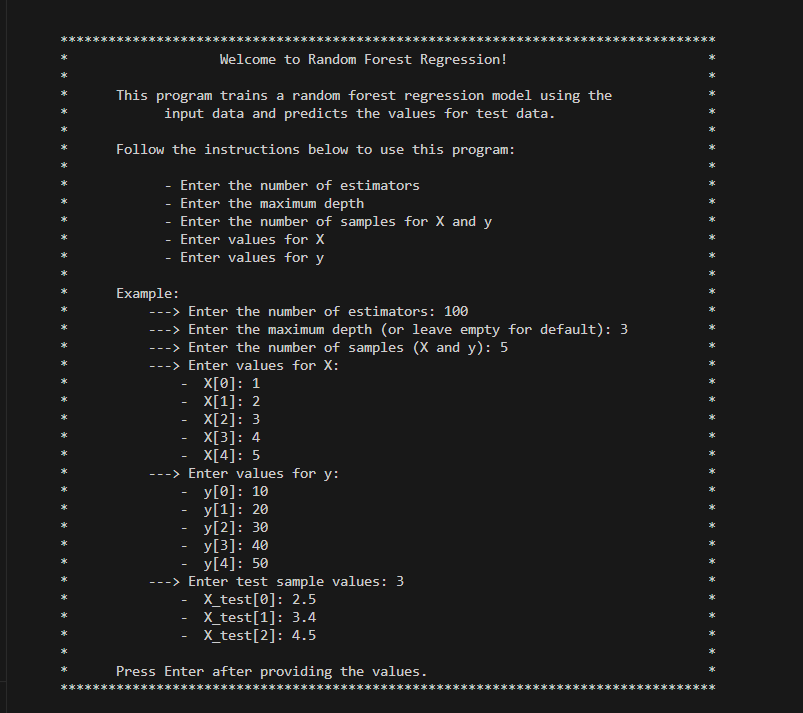 **********************************************************************************
* Welcome to Random Forest Regression! *
* *
* This program trains a random forest regression model using the *
* input data and predicts the values for test data. *
* *
* Follow the instructions below to use this program: *
* *
* - Enter the number of estimators *
* - Enter the maximum depth *
* - Enter the number of samples for X and y *
* - Enter values for X *
* - Enter values for y *
* *
* Example: *
* ---> Enter the number of estimators: 100 *
* ---> Enter the maximum depth (or leave empty for default): 3 *
* ---> Enter the number of samples (X and y): 5 *
* ---> Enter values for X: *
* - X[0]: 1 *
* - X[1]: 2 *
* - X[2]: 3 *
* - X[3]: 4 *
* - X[4]: 5 *
* ---> Enter values for y: *
* - y[0]: 10 *
* - y[1]: 20 *
* - y[2]: 30 *
* - y[3]: 40 *
* - y[4]: 50 *
* ---> Enter test sample values: 3 *
* - X_test[0]: 2.5 *
* - X_test[1]: 3.4 *
* - X_test[2]: 4.5 *
* *
* Press Enter after providing the values. *
**********************************************************************************